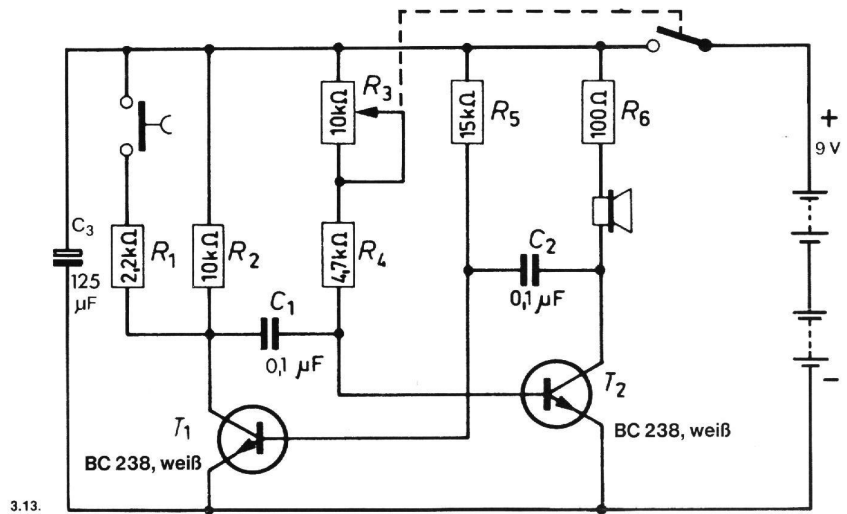 R3
10kΩ
R5
15kΩ
R6
100Ω
+
9 V
C3
125
µF
R1
2,2kΩ
R2
10kΩ
R4
4,7kΩ
C1
0,1 µF
C2
0,1 µF
T1
BC 238, weiß
T2
BC 238, weiß
–
3.13.